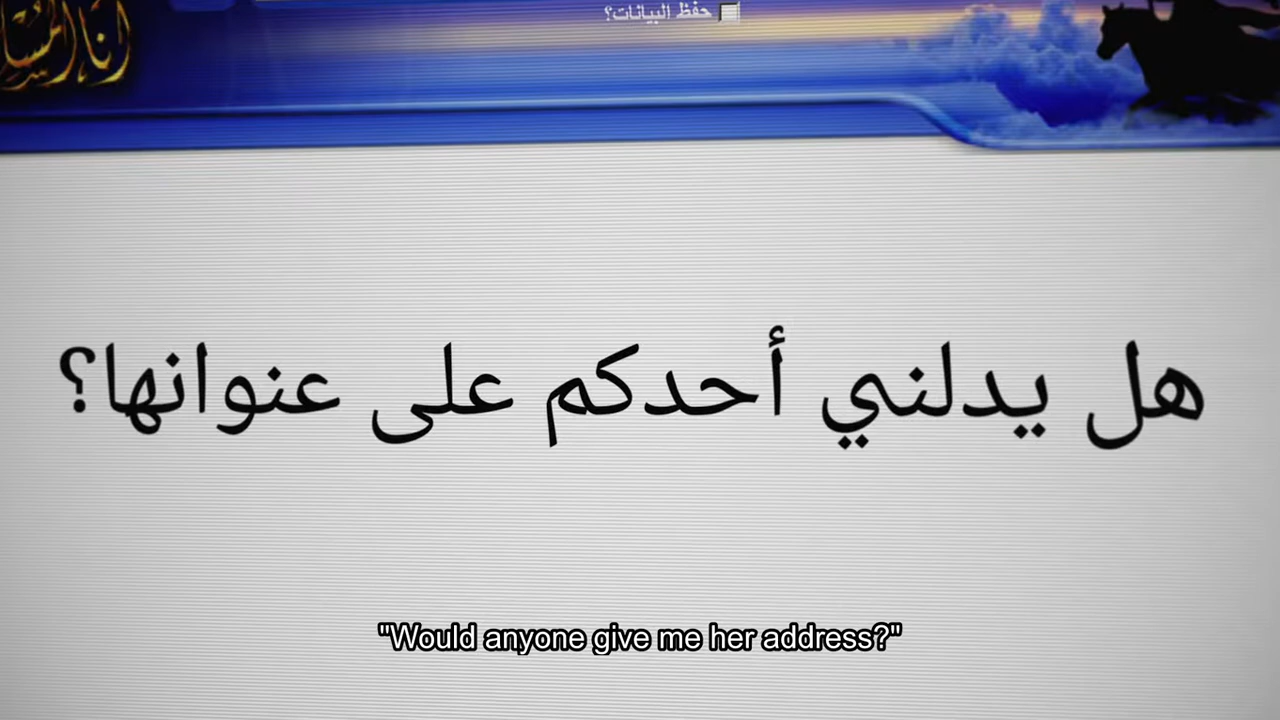 حفظ البيانات؟
هل يدلني أحدكم على عنوانها؟
"Would anyone give me her address?"